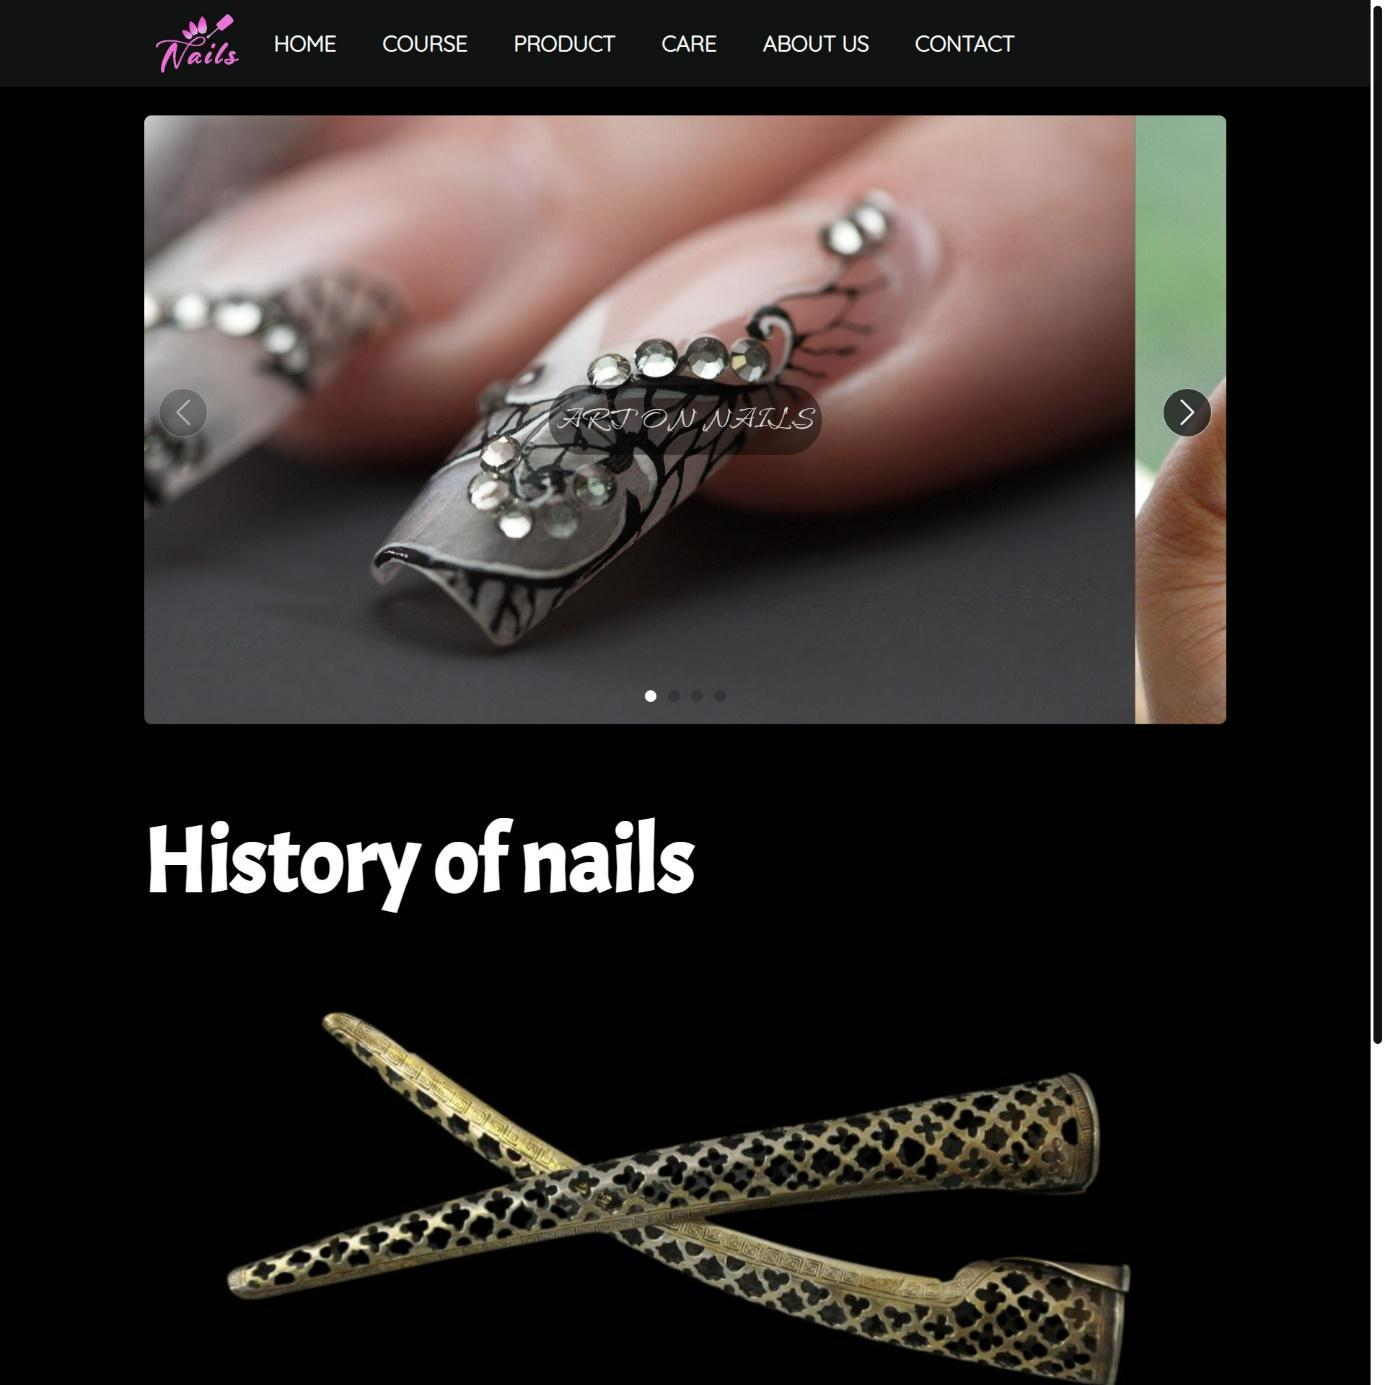 Nails
HOME COURSE PRODUCT CARE ABOUT US CONTACT
ART ON NAILS
History of nails